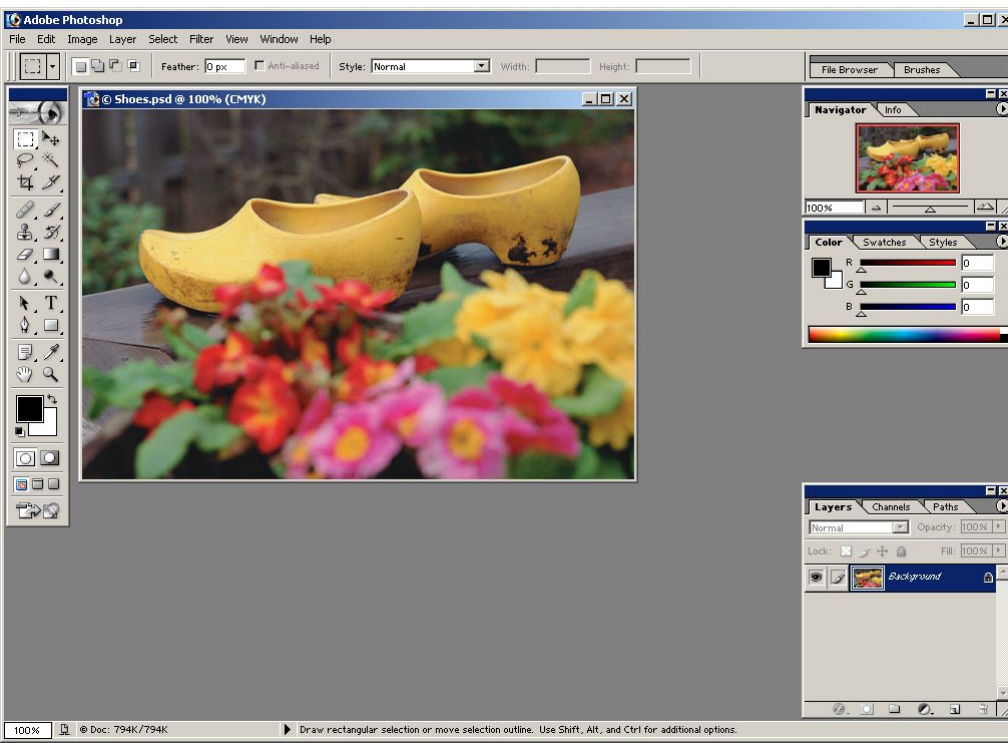 Adobe Photoshop
File Edit Image Layer Select Filter View Window Help
Feather: 0 px Anti-aliased Style: Normal Width: Height:
File Browser Brushes
© Shoes.psd @ 100% (CMYK)
Navigator Info
100%
Color Swatches Styles
R 0
G 0
B 0
T
Layers Channels Paths
Normal Opacity: 100%
Lock: Fill: 100%
Background
100% © Doc: 794K/794K Draw rectangular selection or move selection outline. Use Shift, Alt, and Ctrl for additional options.